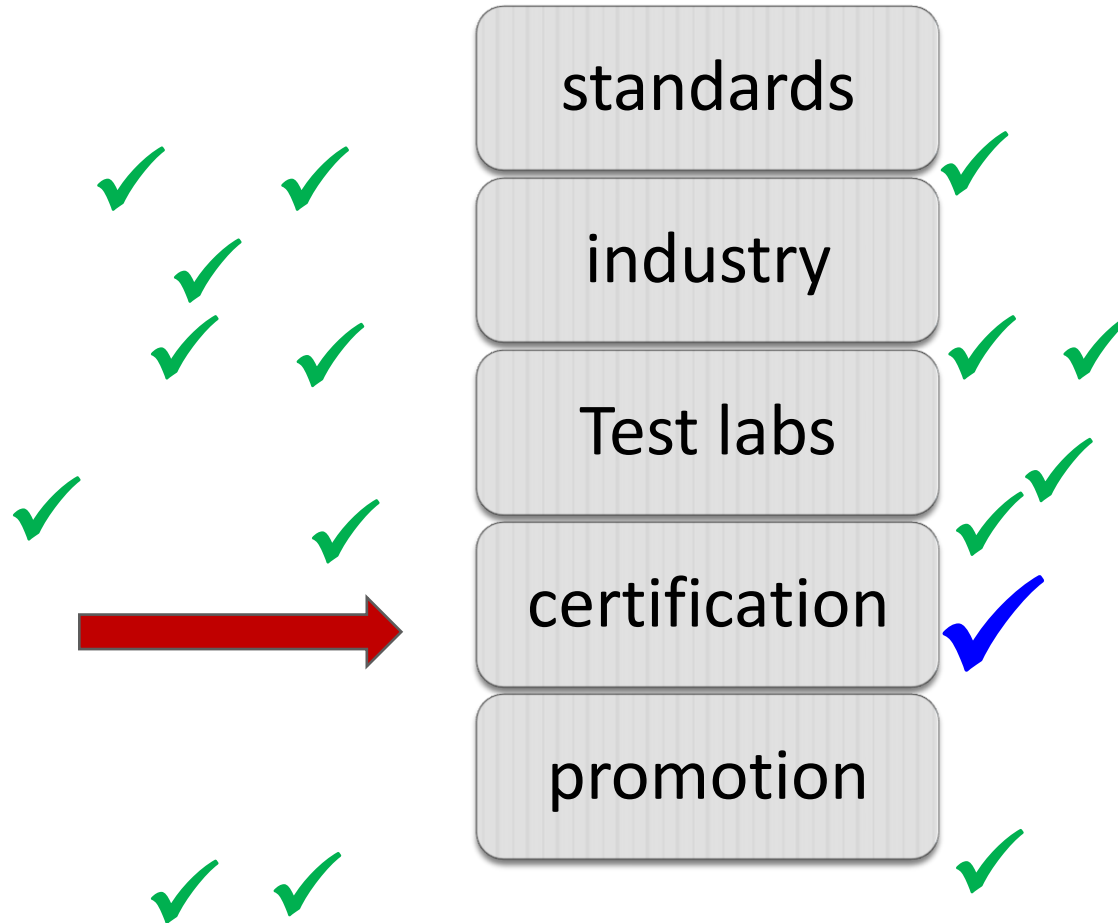 standards
industry
Test labs
certification
promotion